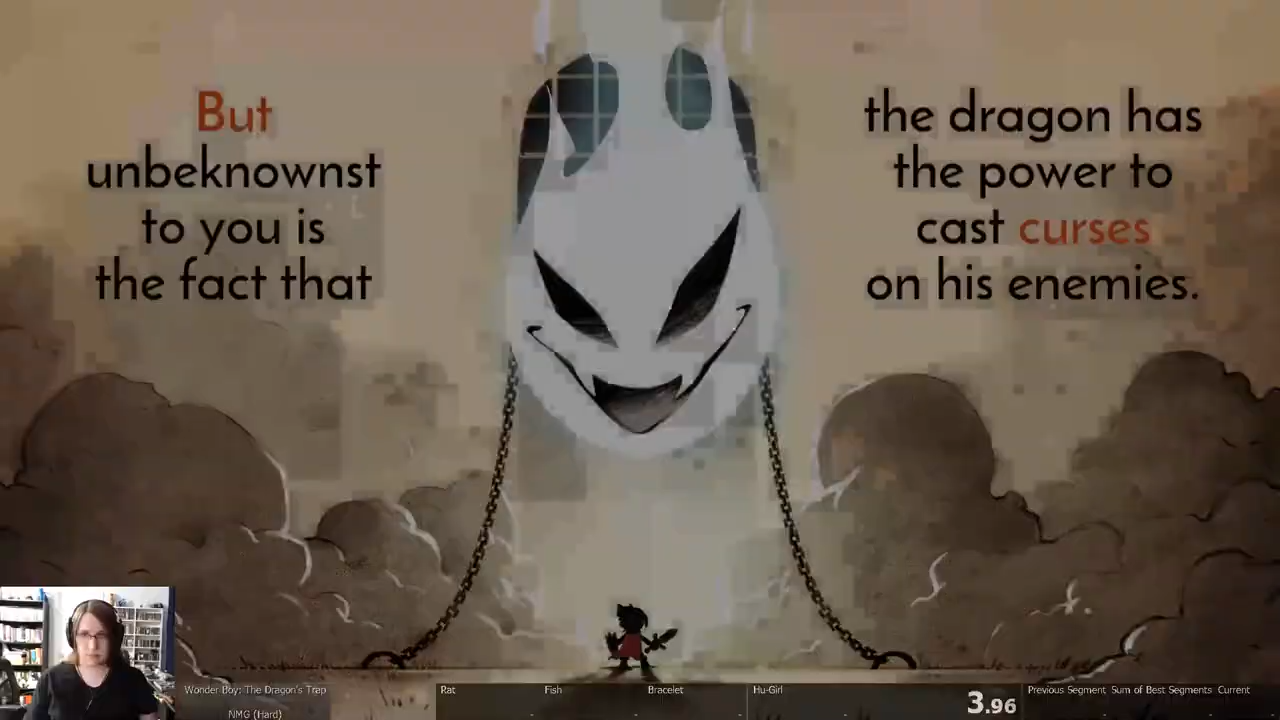 But
unbeknownst
to you is
the fact that
the dragon has
the power to
cast curses
on his enemies.
Wonder Boy: The Dragon's Trap
NMG (Hard)
Rat
Fish
Bracelet
Hu-Girl
3.96
Previous Segment Sum of Best Segments Current
- - - - - - -